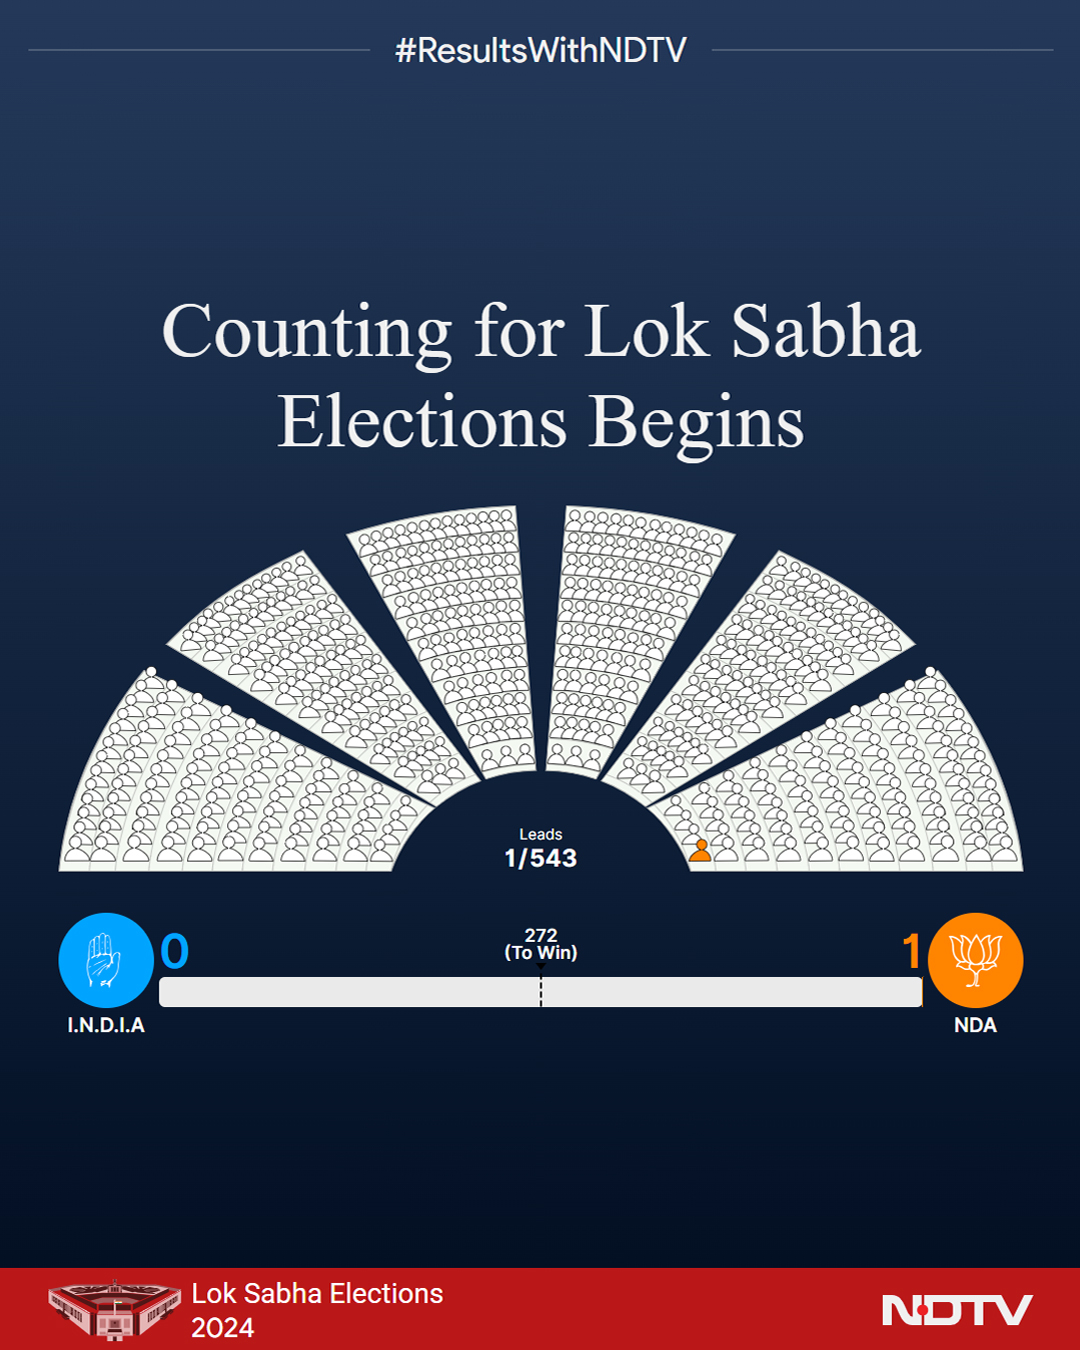 #ResultsWithNDTV
Counting for Lok Sabha
Elections Begins
Leads
1/543
0
272
(To Win)
1
I.N.D.I.A
NDA
Lok Sabha Elections
2024
NDTV